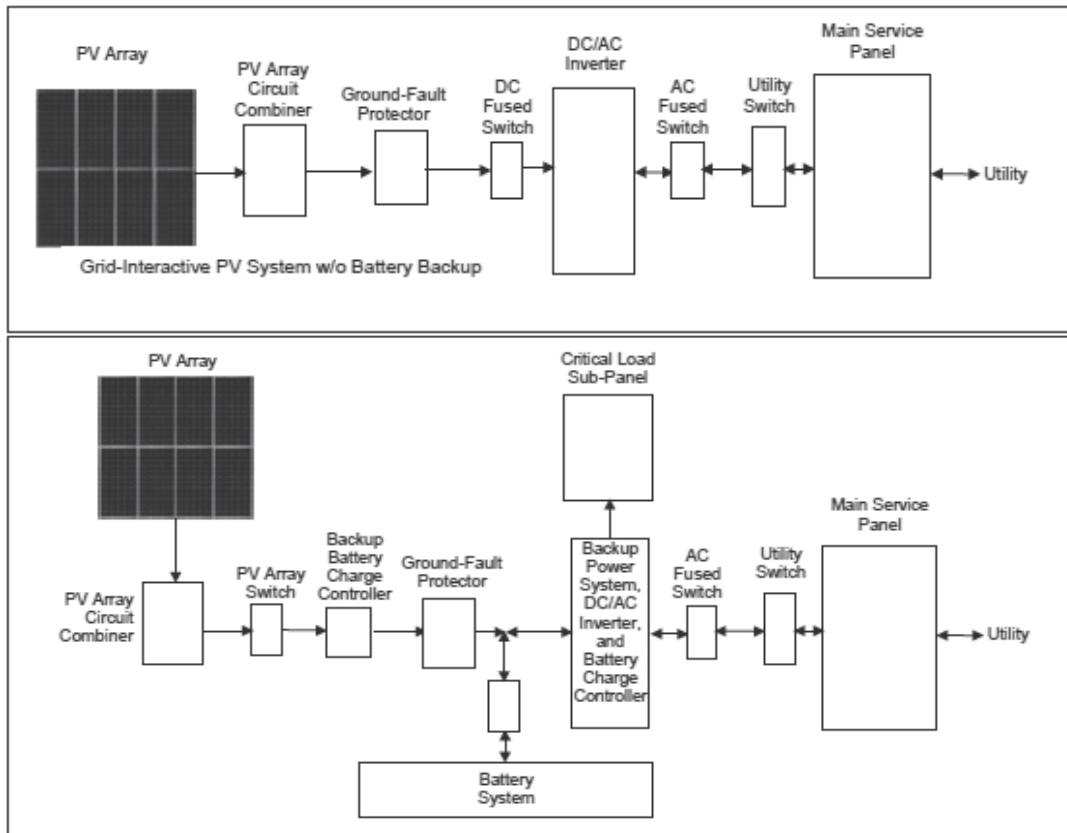 PV Array
PV Array
Circuit
Combiner
Ground-Fault
Protector
DC
Fused
Switch
DC/AC
Inverter
AC
Fused
Switch
Utility
Switch
Main Service
Panel
Utility
Grid-Interactive PV System w/o Battery Backup
PV Array
Critical Load
Sub-Panel
PV Array
Circuit
Combiner
PV Array
Switch
Backup
Battery
Charge
Controller
Ground-Fault
Protector
Backup
Power
System,
DC/AC
Inverter,
and
Battery
Charge
Controller
AC
Fused
Switch
Utility
Switch
Main Service
Panel
Utility
Battery
System